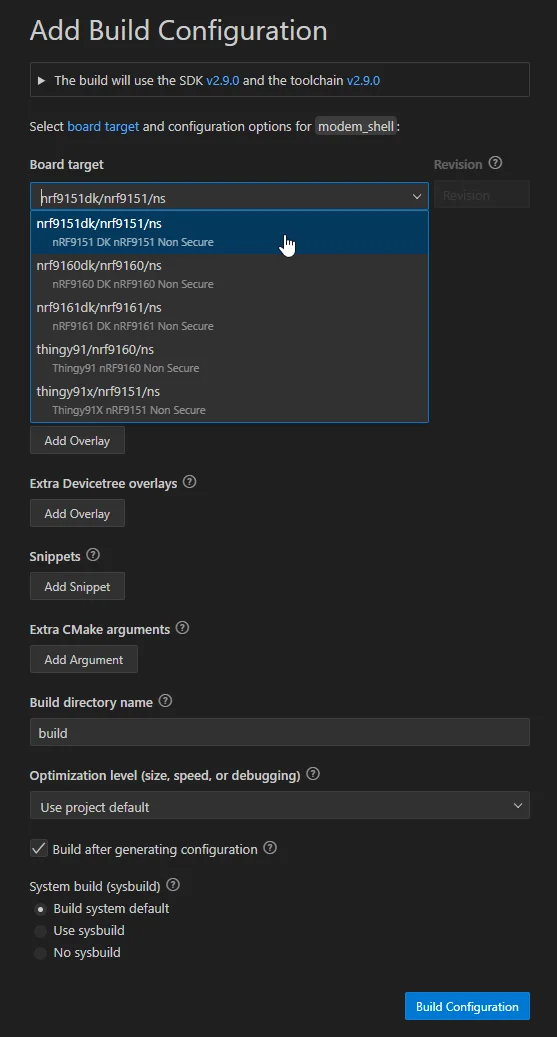 Add Build Configuration
The build will use the SDK v2.9.0 and the toolchain v2.9.0
Select board target and configuration options for modem_shell:
Board target
Revision
nrf9151dk/nrf9151/ns
Revision
nrf9151dk/nrf9151/ns
nRF9151 DK nRF9151 Non Secure
nrf9160dk/nrf9160/ns
nRF9160 DK nRF9160 Non Secure
nrf9161dk/nrf9161/ns
nRF9161 DK nRF9161 Non Secure
thingy91/nrf9160/ns
Thingy91 nRF9160 Non Secure
thingy91x/nrf9151/ns
Thingy91X nRF9151 Non Secure
Add Overlay
Extra Devicetree overlays
Add Overlay
Snippets
Add Snippet
Extra CMake arguments
Add Argument
Build directory name
build
Optimization level (size, speed, or debugging)
Use project default
Build after generating configuration
System build (sysbuild)
Build system default
Use sysbuild
No sysbuild
Build Configuration